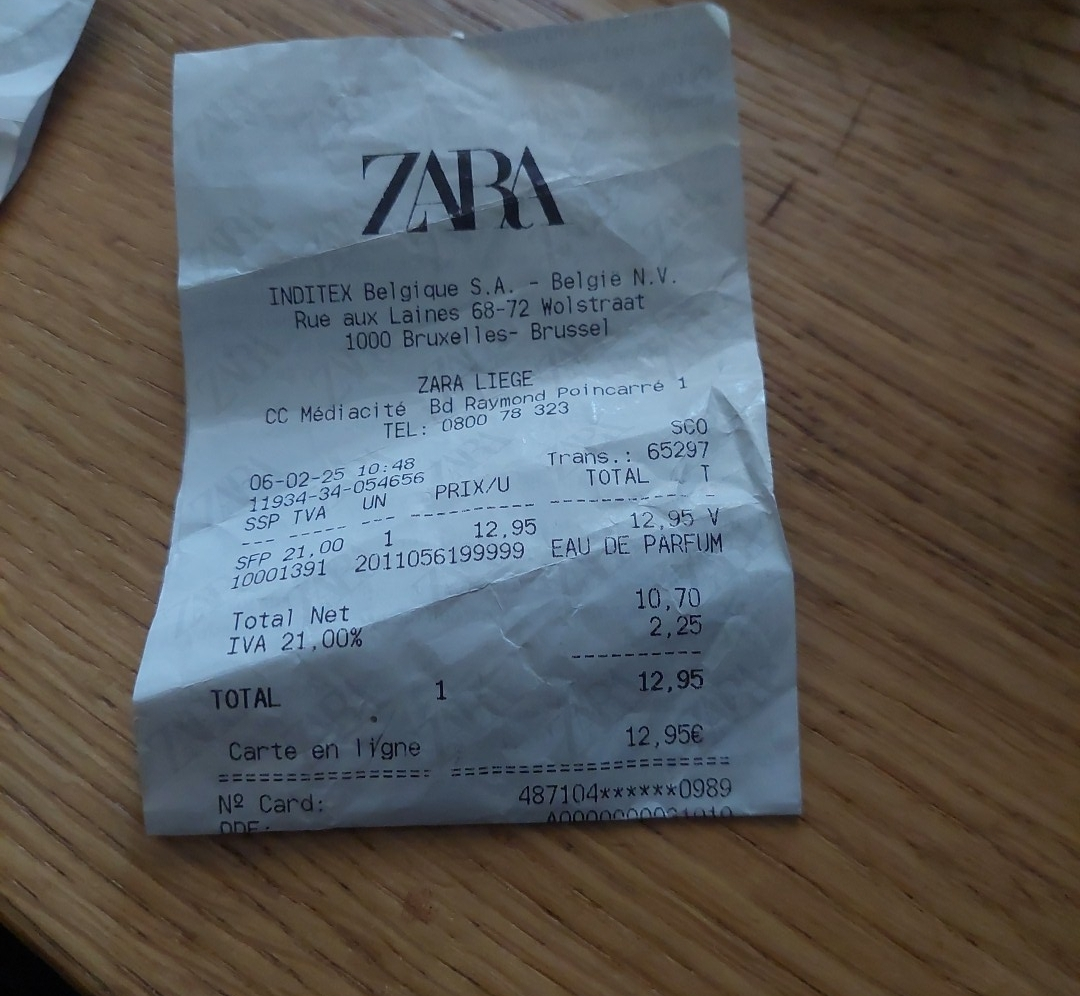 ZARA
INDITEX Belgique S.A. - België N.V.
Rue aux Laines 68-72 Wolstraat
1000 Bruxelles- Brussel
ZARA LIEGE
CC Médiacité Bd Raymond Poincarré 1
TEL: 0800 78 323
SCO
06-02-25 10:48 Trans.: 65297
11934-34-054656
SSP TVA UN PRIX/U TOTAL T
--- ------ --- ---------- ------------ --
SFP 21,00 1 12,95 12,95 V
10001391 2011056199999 EAU DE PARFUM
Total Net 10,70
IVA 21,00% 2,25
----------
TOTAL 1 12,95
Carte en ligne 12,95€
================ =====================
Nº Card: 487104******0989